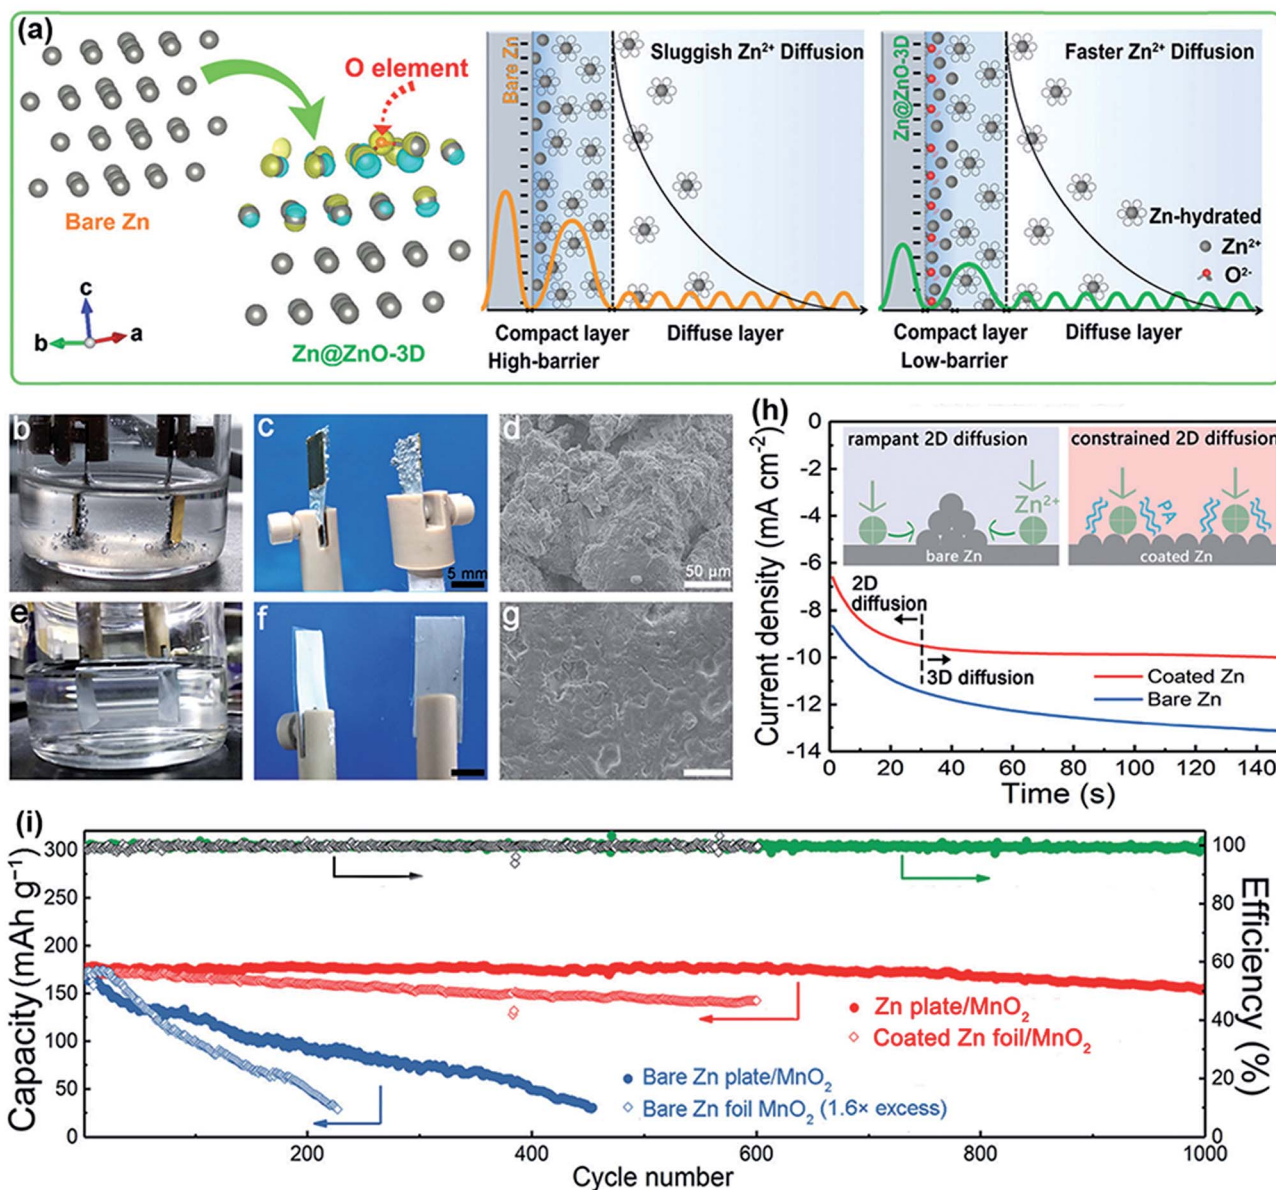 (a)
O element
Bare Zn
Zn@ZnO-3D
c
b
a
Bare Zn
Sluggish Zn²⁺ Diffusion
Compact layer
High-barrier
Diffuse layer
Zn@ZnO-3D
Faster Zn²⁺ Diffusion
Zn-hydrated
Zn²⁺
O²⁻
Compact layer
Low-barrier
Diffuse layer
b
c
5 mm
d
50 μm
e
f
g
(h)
Current density (mA cm⁻²)
0
-2
-4
-6
-8
-10
-12
-14
rampant 2D diffusion
Zn²⁺
bare Zn
constrained 2D diffusion
PA
coated Zn
2D
diffusion
3D diffusion
Coated Zn
Bare Zn
0 20 40 60 80 100 120 140
Time (s)
(i)
Capacity (mAh g⁻¹)
300
250
200
150
100
50
0
Efficiency (%)
100
80
60
40
20
0
Zn plate/MnO₂
Coated Zn foil/MnO₂
Bare Zn plate/MnO₂
Bare Zn foil MnO₂ (1.6× excess)
200 400 600 800 1000
Cycle number